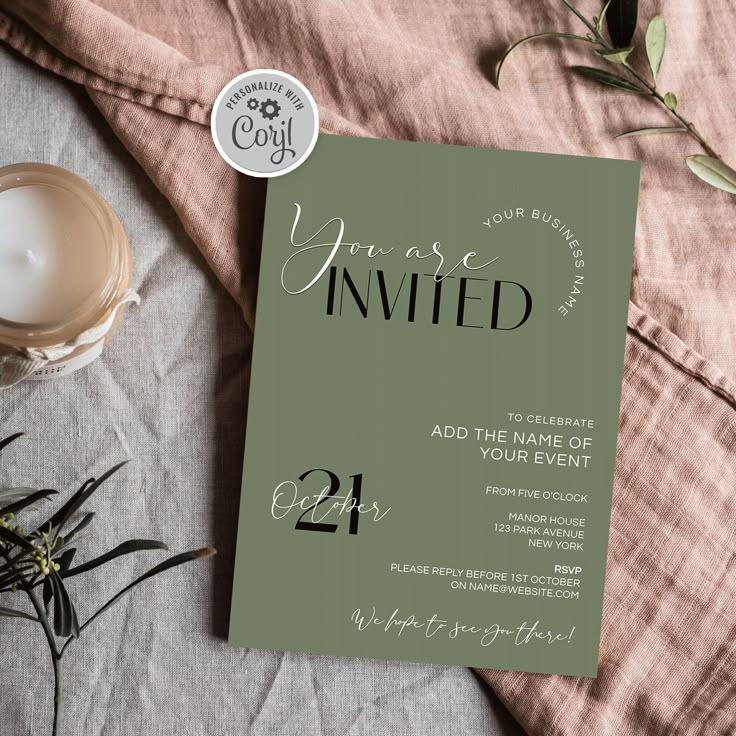 PERSONALIZE WITH
Corjl
You are
INVITED
YOUR BUSINESS NAME
TO CELEBRATE
ADD THE NAME OF
YOUR EVENT
FROM FIVE O'CLOCK
October
21
MANOR HOUSE
123 PARK AVENUE
NEW YORK
RSVP
PLEASE REPLY BEFORE 1ST OCTOBER
ON NAME@WEBSITE.COM
We hope to see you there!